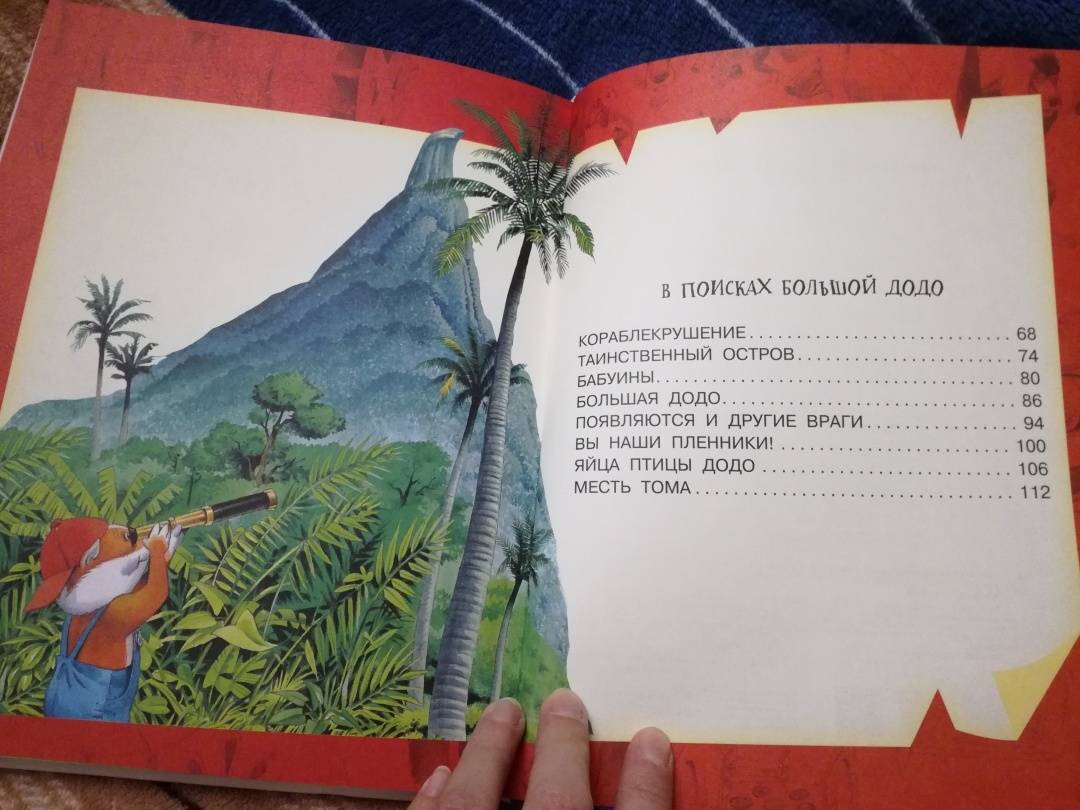 В ПОИСКАХ БОЛЬШОЙ ДОДО
КОРАБЛЕКРУШЕНИЕ 68
ТАИНСТВЕННЫЙ ОСТРОВ 74
БАБУИНЫ 80
БОЛЬШАЯ ДОДО 86
ПОЯВЛЯЮТСЯ И ДРУГИЕ ВРАГИ 94
ВЫ НАШИ ПЛЕННИКИ! 100
ЯЙЦА ПТИЦЫ ДОДО 106
МЕСТЬ ТОМА 112